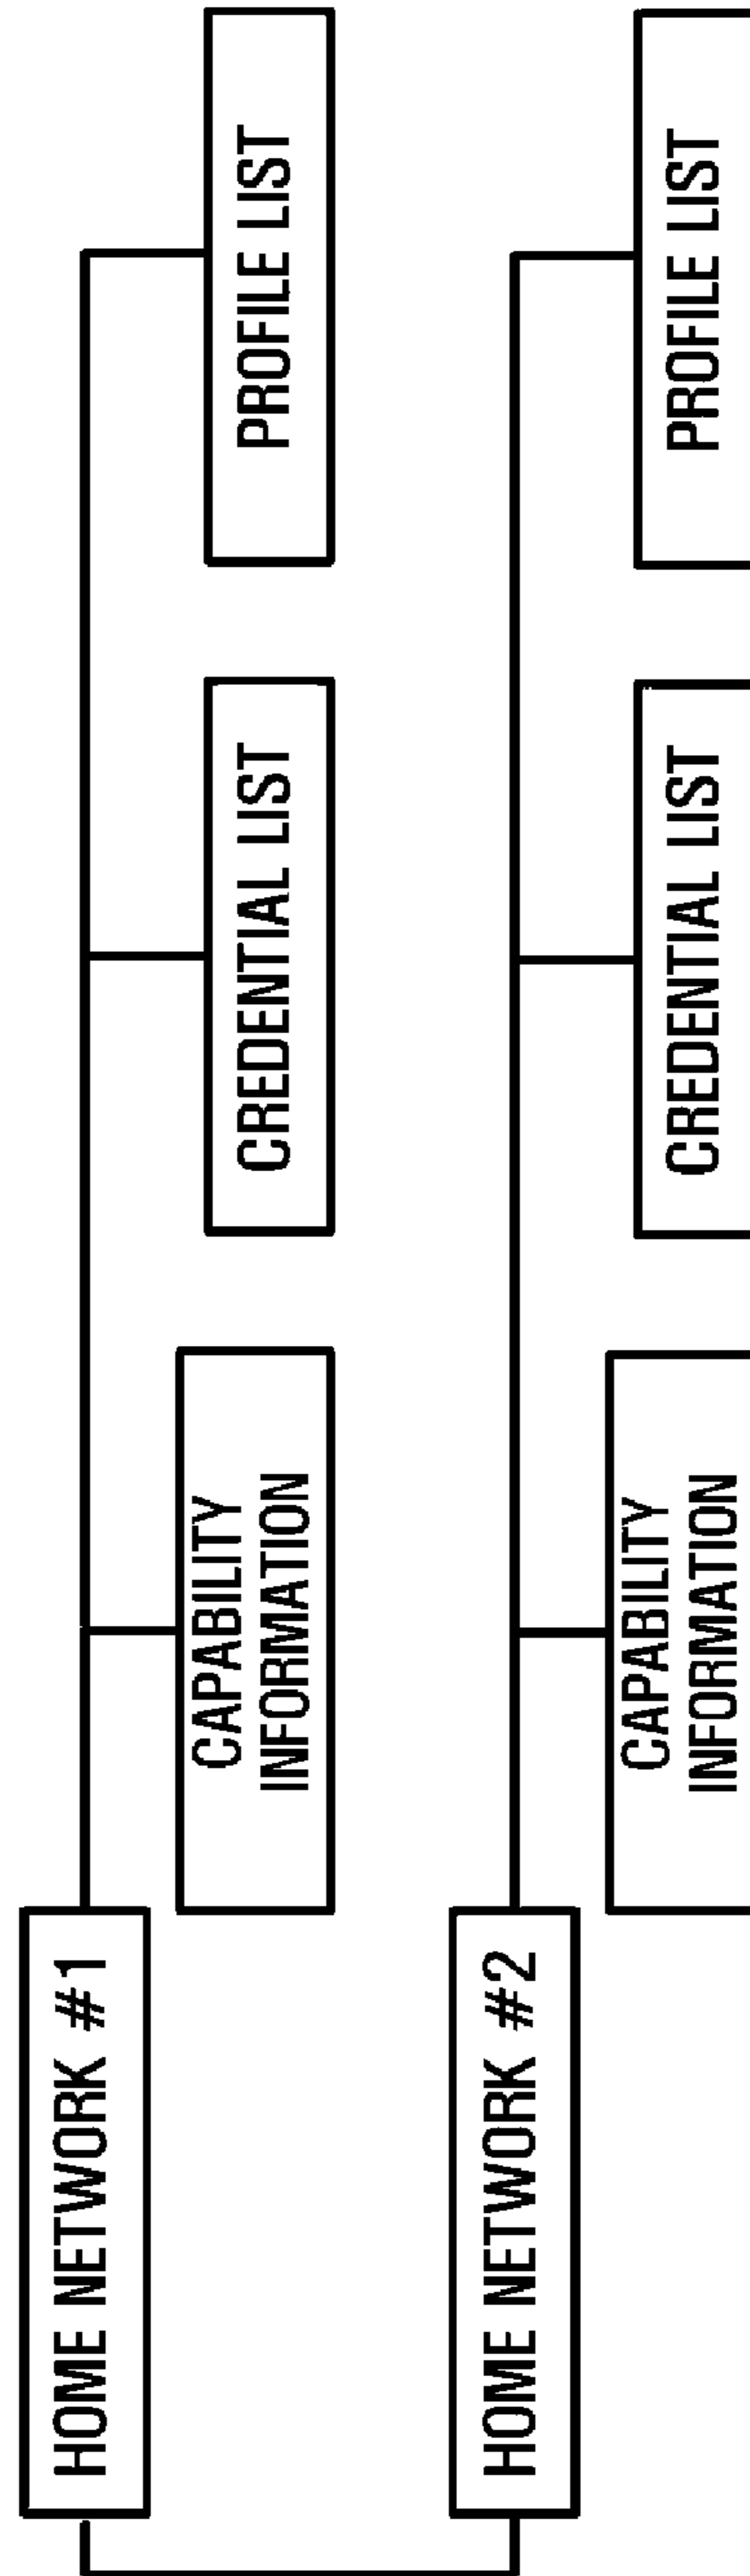 HOME NETWORK #1
CAPABILITY
INFORMATION
CREDENTIAL LIST
PROFILE LIST
HOME NETWORK #2
CAPABILITY
INFORMATION
CREDENTIAL LIST
PROFILE LIST